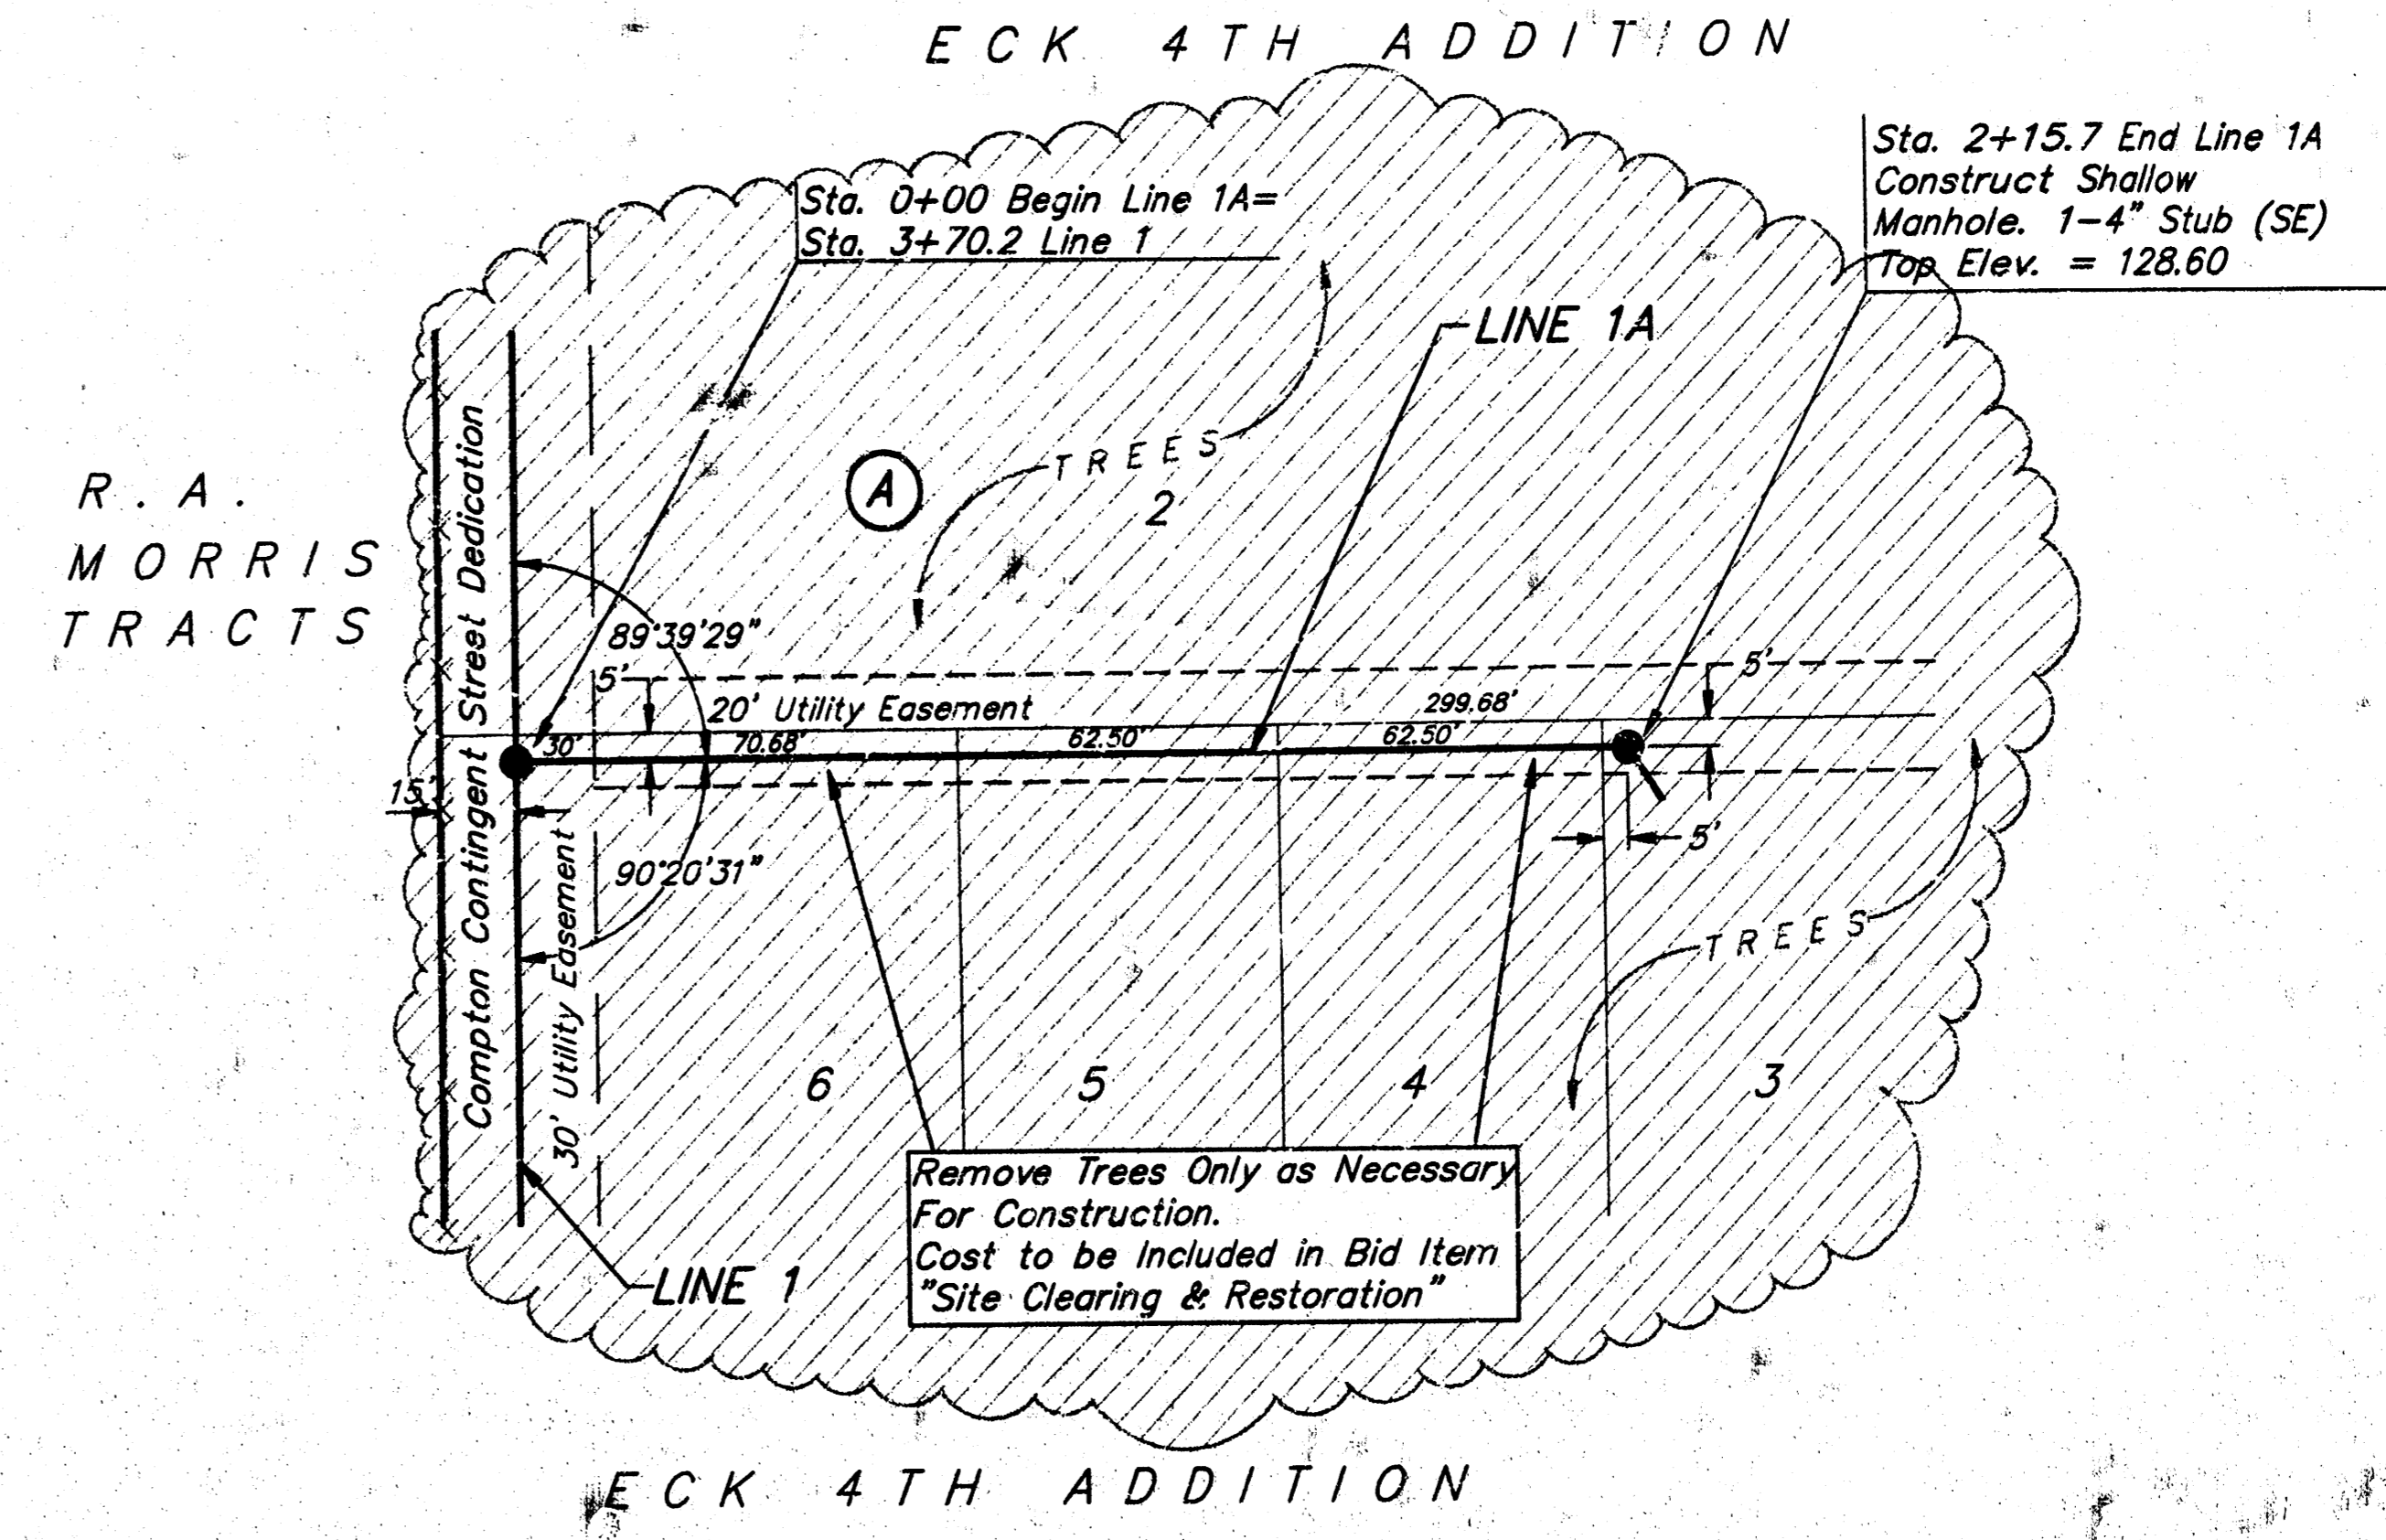 ECK 4TH ADDITION
Sta. 2+15.7 End Line 1A
Construct Shallow
Manhole. 1-4" Stub (SE)
Top Elev. = 128.60
Sta. 0+00 Begin Line 1A=
Sta. 3+70.2 Line 1
LINE 1A
TREES
A
2
R. A.
MORRIS
TRACTS
Compton Contingent Street Dedication
89°39'29"
5'
5'
20' Utility Easement
299.68'
30'
70.68'
62.50'
62.50'
15'
5'
90°20'31"
30' Utility Easement
TREES
6
5
4
3
Remove Trees Only as Necessary
For Construction.
Cost to be Included in Bid Item
"Site Clearing & Restoration"
LINE 1
ECK 4TH ADDITION